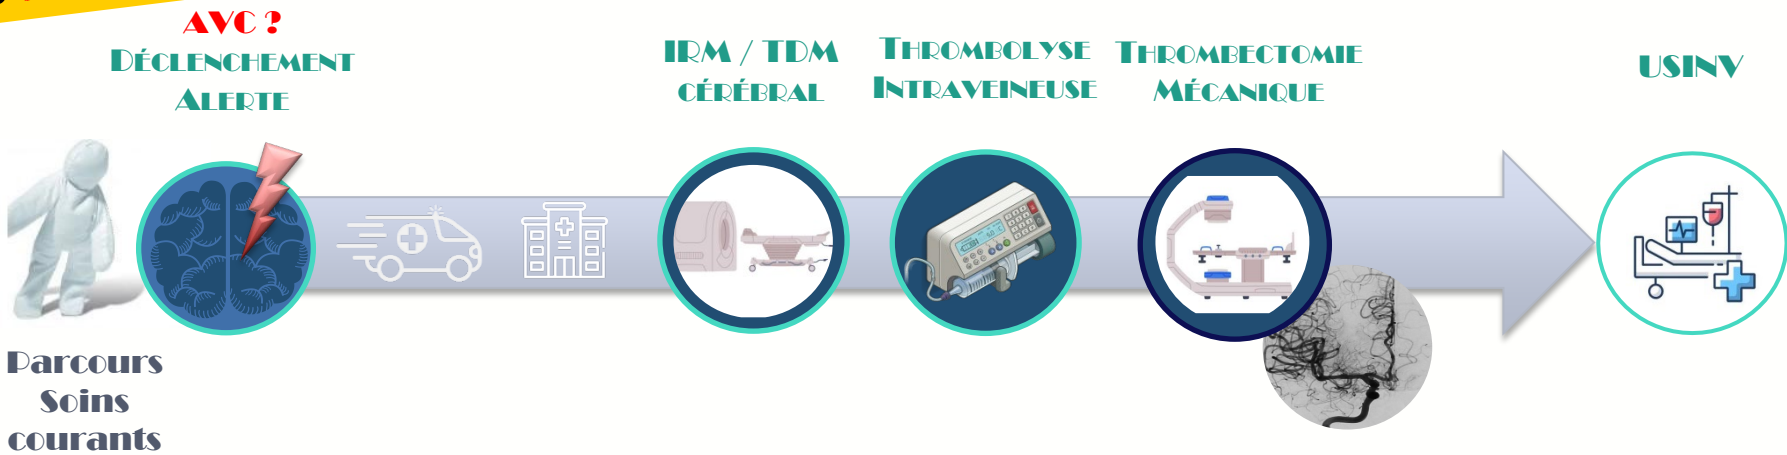 AVC ?
DÉCLENCHEMENT
ALERTE
IRM / TDM
CÉRÉBRAL
THROMBOLYSE
INTRAVEINEUSE
THROMBECTOMIE
MÉCANIQUE
USINV
Parcours
Soins
courants